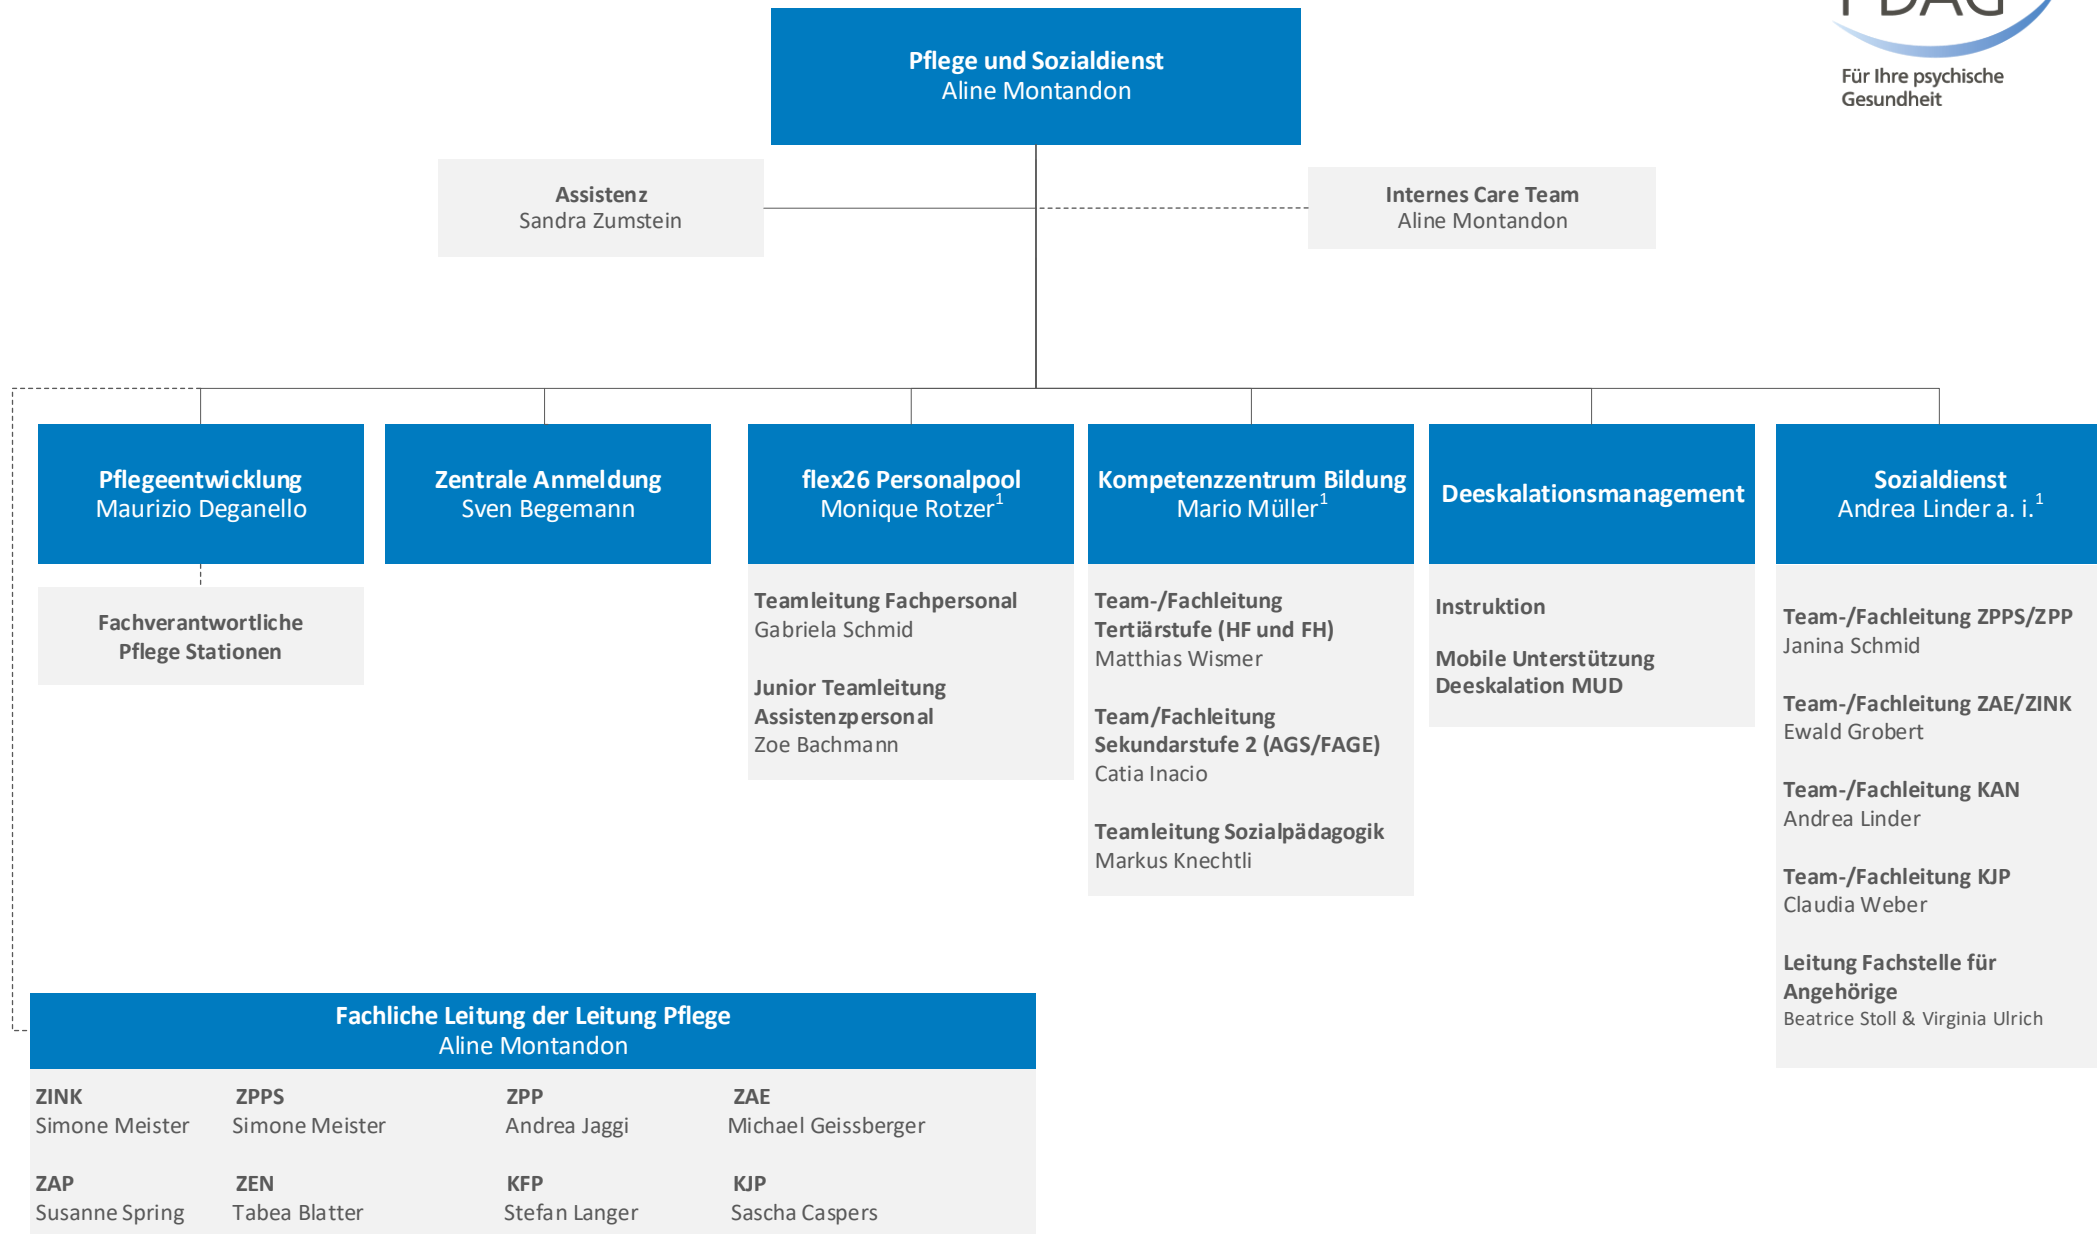 PDAG
Für Ihre psychische
Gesundheit
Pflege und Sozialdienst
Aline Montandon
Assistenz
Sandra Zumstein
Internes Care Team
Aline Montandon
Pflegeentwicklung
Maurizio Deganello
Fachverantwortliche
Pflege Stationen
Zentrale Anmeldung
Sven Begemann
flex26 Personalpool
Monique Rotzer¹
Teamleitung Fachpersonal
Gabriela Schmid
Junior Teamleitung
Assistenzpersonal
Zoe Bachmann
Kompetenzzentrum Bildung
Mario Müller¹
Team-/Fachleitung
Tertiärstufe (HF und FH)
Matthias Wismer
Team/Fachleitung
Sekundarstufe 2 (AGS/FAGE)
Catia Inacio
Teamleitung Sozialpädagogik
Markus Knechtli
Deeskalationsmanagement
Instruktion
Mobile Unterstützung
Deeskalation MUD
Sozialdienst
Andrea Linder a. i.¹
Team-/Fachleitung ZPPS/ZPP
Janina Schmid
Team-/Fachleitung ZAE/ZINK
Ewald Grobert
Team-/Fachleitung KAN
Andrea Linder
Team-/Fachleitung KJP
Claudia Weber
Leitung Fachstelle für
Angehörige
Beatrice Stoll & Virginia Ulrich
Fachliche Leitung der Leitung Pflege
Aline Montandon
ZINK ZPPS ZPP ZAE
Simone Meister Simone Meister Andrea Jaggi Michael Geissberger
ZAP ZEN KFP KJP
Susanne Spring Tabea Blatter Stefan Langer Sascha Caspers